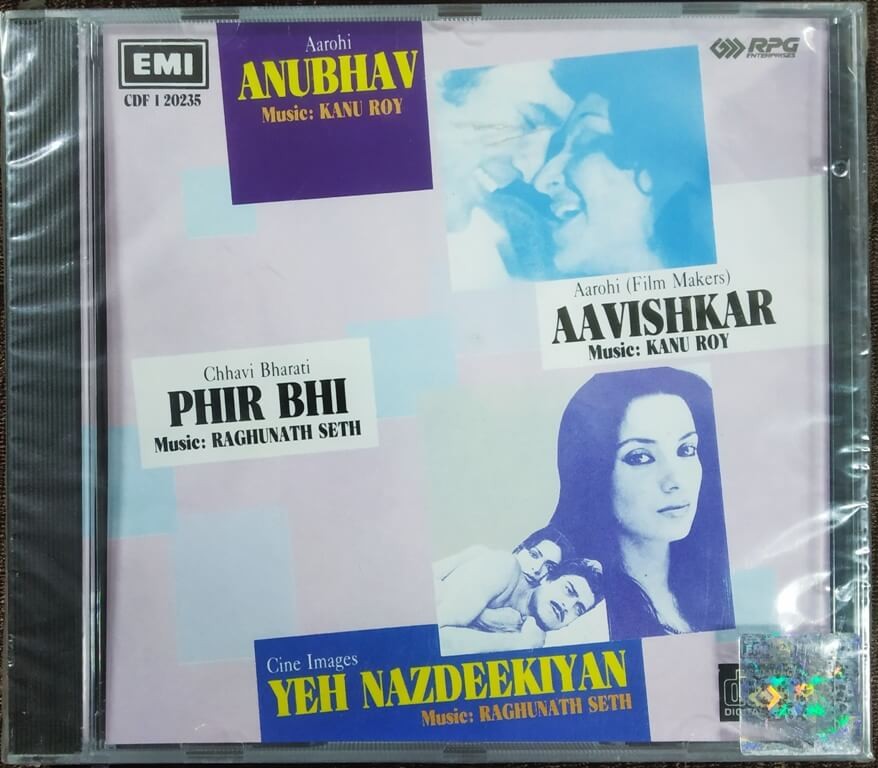 EMI
CDF 1 20235
Aarohi
ANUBHAV
Music: KANU ROY
RPG
ENTERPRISES
Aarohi (Film Makers)
AAVISHKAR
Music: KANU ROY
Chhavi Bharati
PHIR BHI
Music: RAGHUNATH SETH
Cine Images
YEH NAZDEEKIYAN
Music: RAGHUNATH SETH